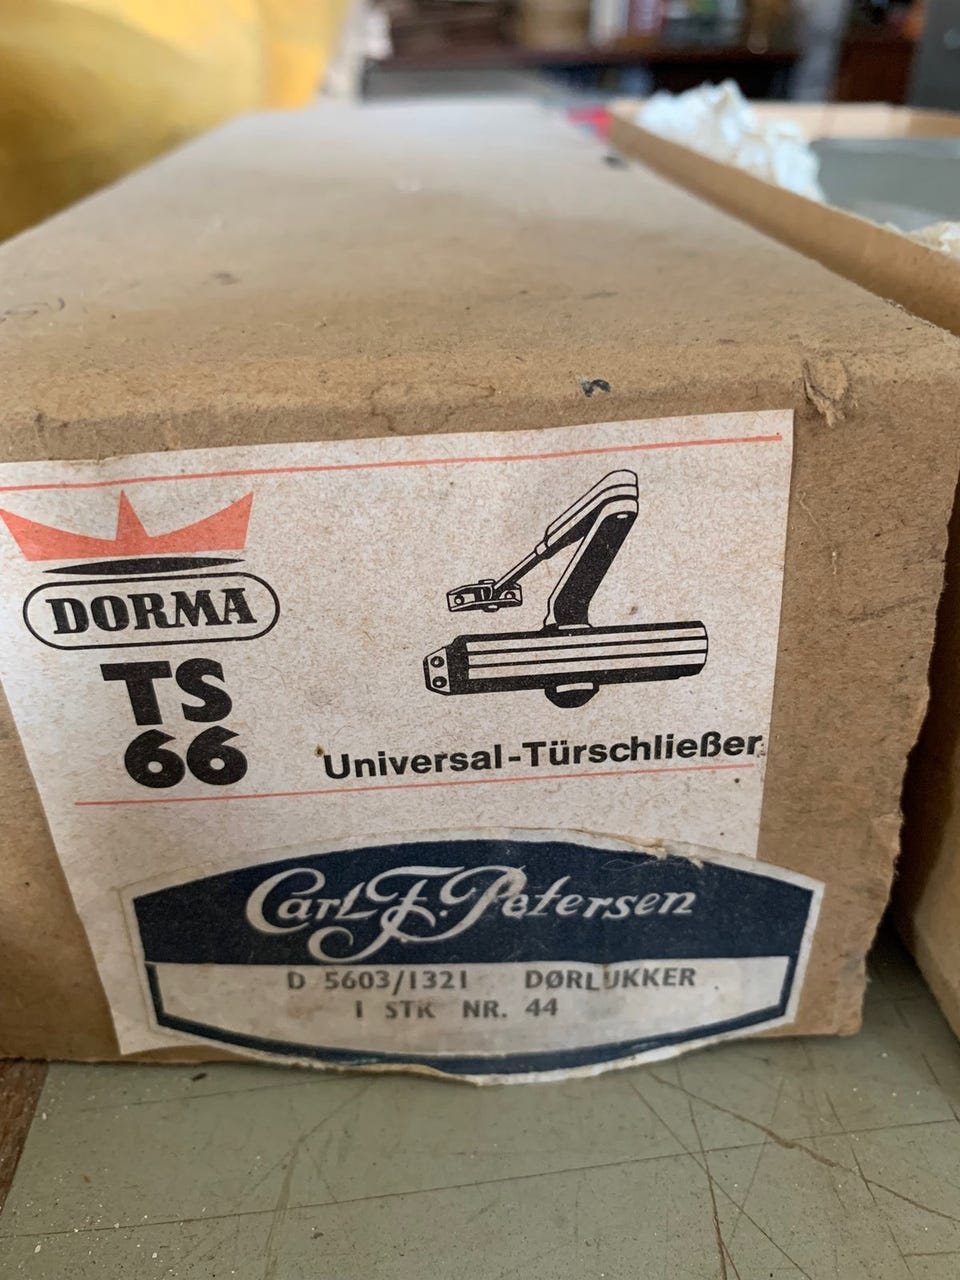 DORMA
TS
66
Universal-Türschließer
Carl F. Petersen
D 5603/1321 DØRLUKKER
1 STK NR. 44